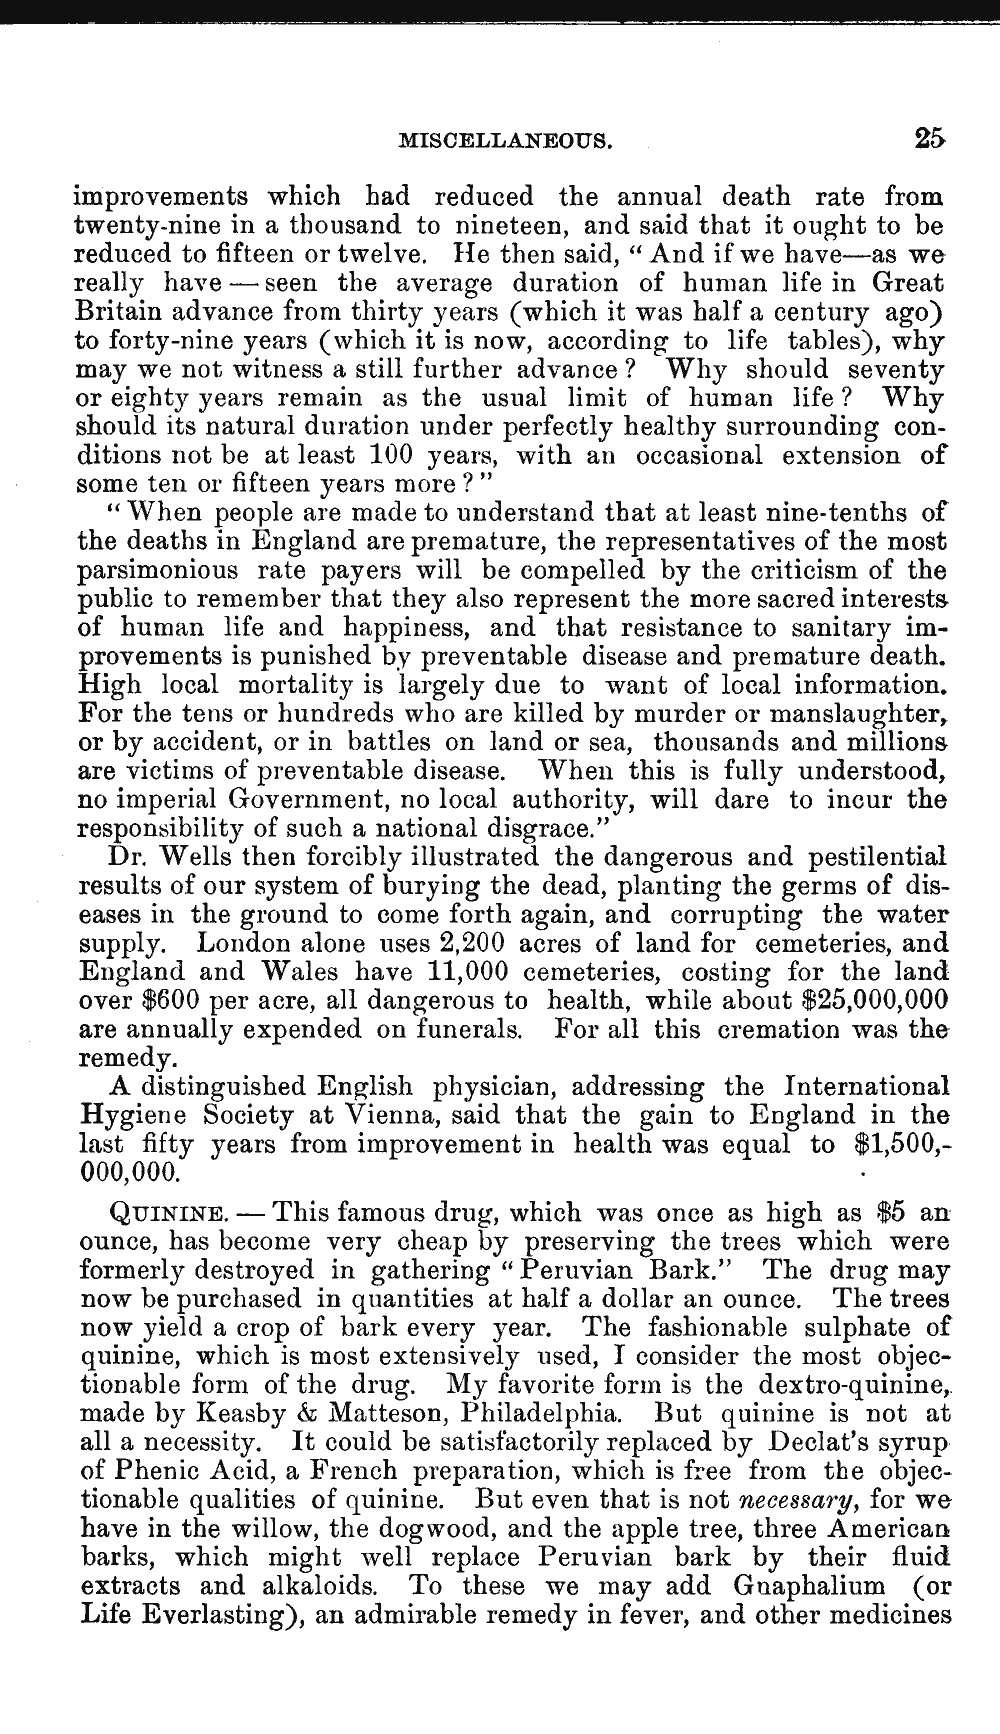 MISCELLANEOUS. 25
improvements which had reduced the annual death rate from
twenty-nine in a thousand to nineteen, and said that it ought to be
reduced to fifteen or twelve. He then said, “ And if we have—as we
really have — seen the average duration of human life in Great
Britain advance from thirty years (which it was half a century ago)
to forty-nine years (which it is now, according to life tables), why
may we not witness a still further advance ? Why should seventy
or eighty years remain as the usual limit of human life ? Why
should its natural duration under perfectly healthy surrounding con-
ditions not be at least 100 years, with an occasional extension of
some ten or fifteen years more ? ”
“ When people are made to understand that at least nine-tenths of
the deaths in England are premature, the representatives of the most
parsimonious rate payers will be compelled by the criticism of the
public to remember that they also represent the more sacred interests
of human life and happiness, and that resistance to sanitary im-
provements is punished by preventable disease and premature death.
High local mortality is largely due to want of local information.
For the tens or hundreds who are killed by murder or manslaughter,
or by accident, or in battles on land or sea, thousands and millions
are victims of preventable disease. When this is fully understood,
no imperial Government, no local authority, will dare to incur the
responsibility of such a national disgrace.”
Dr. Wells then forcibly illustrated the dangerous and pestilential
results of our system of burying the dead, planting the germs of dis-
eases in the ground to come forth again, and corrupting the water
supply. London alone uses 2,200 acres of land for cemeteries, and
England and Wales have 11,000 cemeteries, costing for the land
over $600 per acre, all dangerous to health, while about $25,000,000
are annually expended on funerals. For all this cremation was the
remedy.
A distinguished English physician, addressing the International
Hygiene Society at Vienna, said that the gain to England in the
last fifty years from improvement in health was equal to $1,500,-
000,000.
QUININE. — This famous drug, which was once as high as $5 an
ounce, has become very cheap by preserving the trees which were
formerly destroyed in gathering “ Peruvian Bark.” The drug may
now be purchased in quantities at half a dollar an ounce. The trees
now yield a crop of bark every year. The fashionable sulphate of
quinine, which is most extensively used, I consider the most objec-
tionable form of the drug. My favorite form is the dextro-quinine,
made by Keasby & Matteson, Philadelphia. But quinine is not at
all a necessity. It could be satisfactorily replaced by Declat’s syrup
of Phenic Acid, a French preparation, which is free from the objec-
tionable qualities of quinine. But even that is not necessary, for we
have in the willow, the dogwood, and the apple tree, three American
barks, which might well replace Peruvian bark by their fluid
extracts and alkaloids. To these we may add Gnaphalium (or
Life Everlasting), an admirable remedy in fever, and other medicines